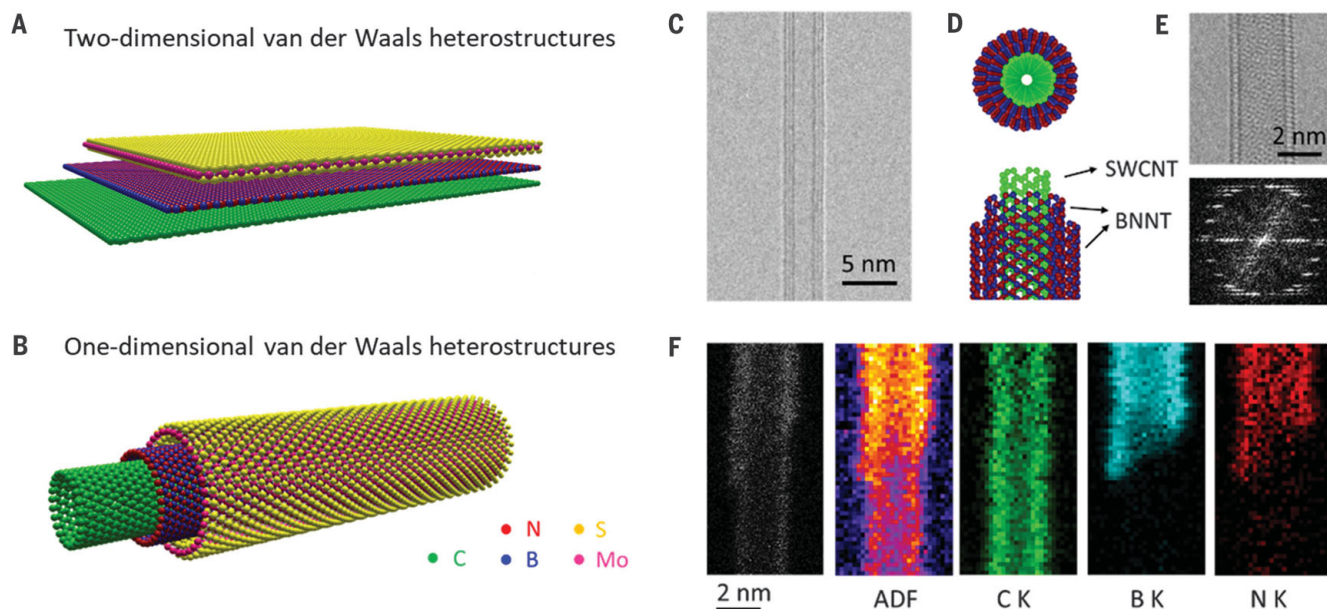 A
Two-dimensional van der Waals heterostructures
B
One-dimensional van der Waals heterostructures
N
S
C
B
Mo
C
5 nm
D
SWCNT
BNNT
E
2 nm
F
2 nm
ADF
C K
B K
N K